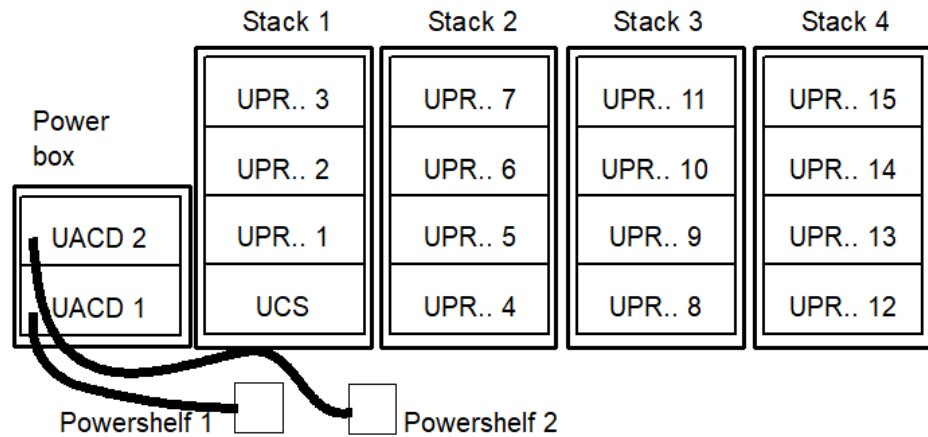 Stack 1
Stack 2
Stack 3
Stack 4
Power
box
UPR.. 3
UPR.. 7
UPR.. 11
UPR.. 15
UPR.. 2
UPR.. 6
UPR.. 10
UPR.. 14
UACD 2
UPR.. 1
UPR.. 5
UPR.. 9
UPR.. 13
UACD 1
UCS
UPR.. 4
UPR.. 8
UPR.. 12
Powershelf 1
Powershelf 2